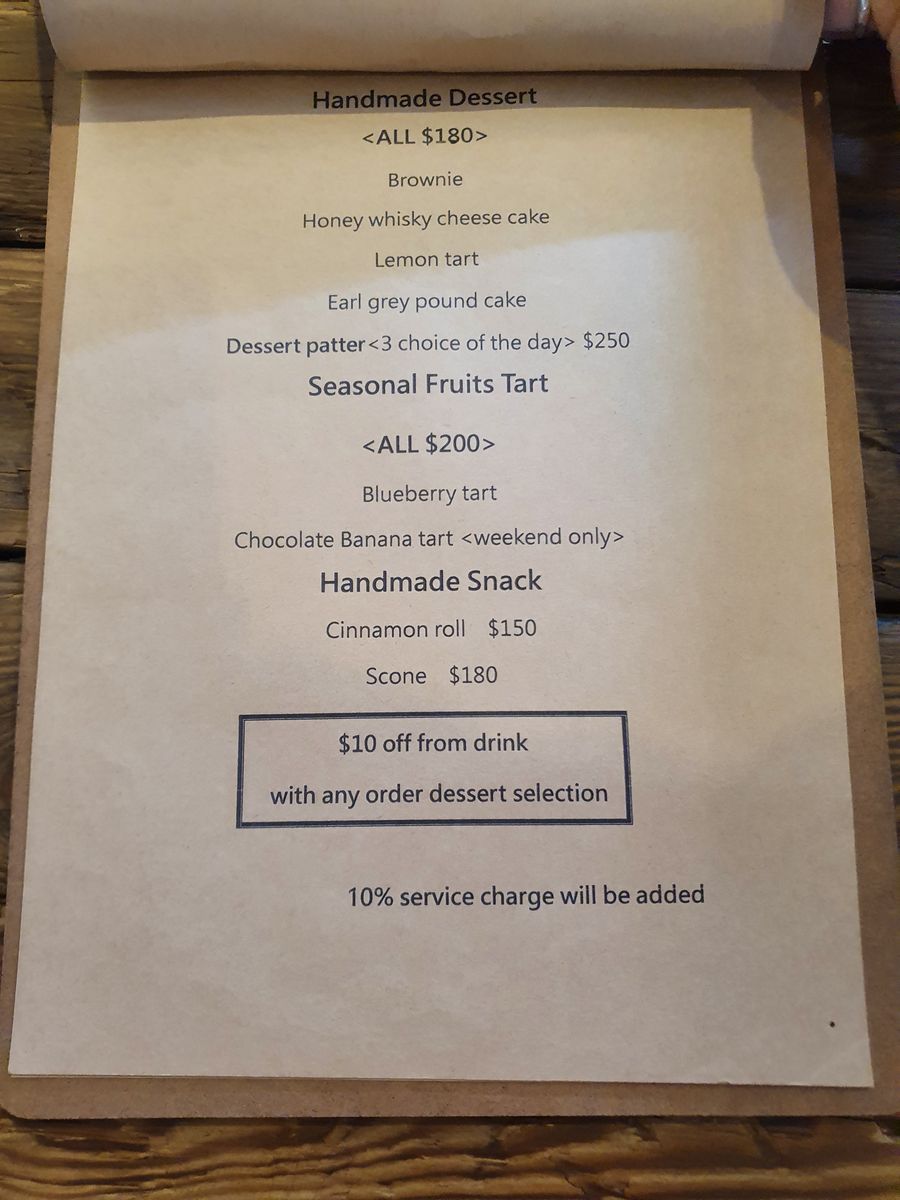 Handmade Dessert
<ALL $180>
Brownie
Honey whisky cheese cake
Lemon tart
Earl grey pound cake
Dessert patter<3 choice of the day> $250
Seasonal Fruits Tart
<ALL $200>
Blueberry tart
Chocolate Banana tart <weekend only>
Handmade Snack
Cinnamon roll $150
Scone $180
$10 off from drink
with any order dessert selection
10% service charge will be added